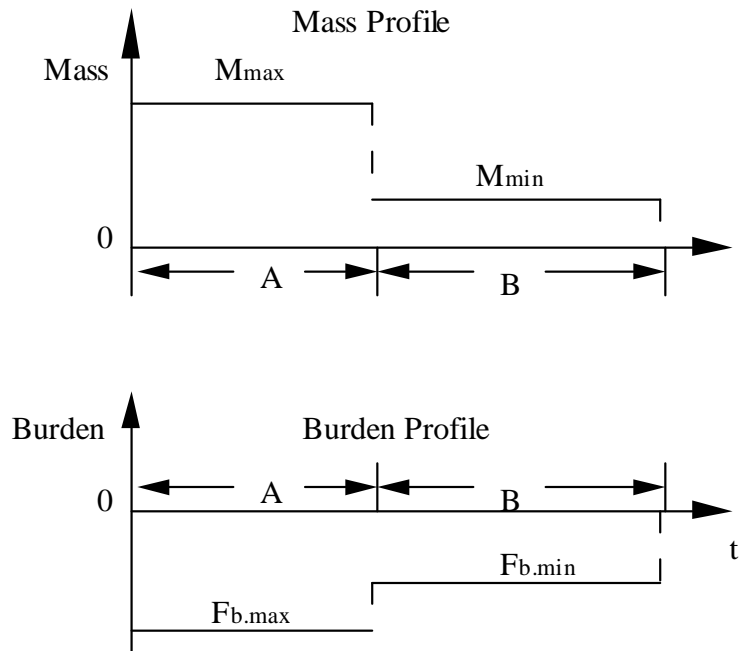 Mass Profile
Mass
Mmax
Mmin
0
A
B
Burden
Burden Profile
0
A
B
t
Fb.min
Fb.max